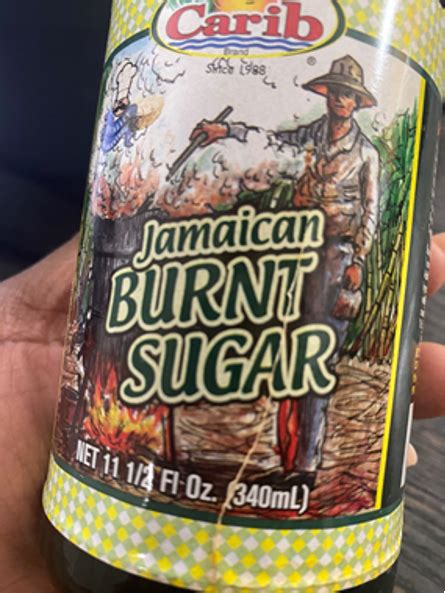 Carib
Brand
Since 1988
®
Jamaican
BURNT
SUGAR
NET 11 1/2 Fl Oz. (340mL)